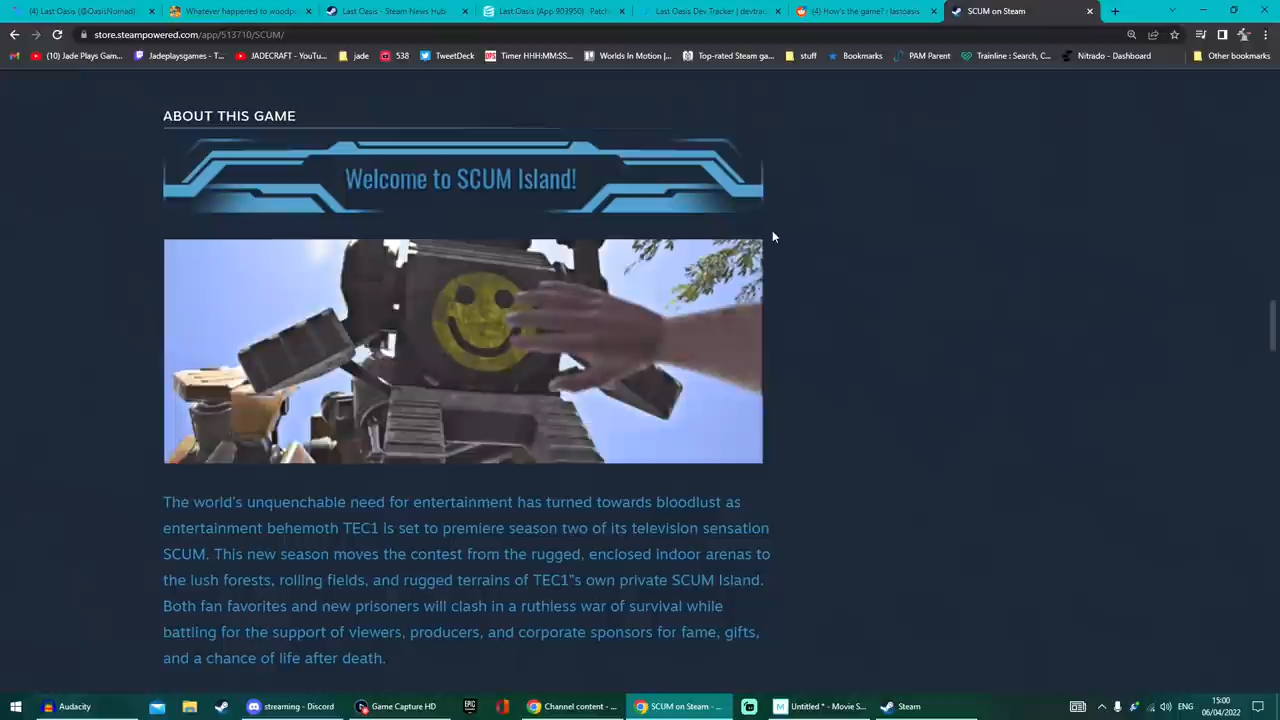 (4) Last Oasis (@OasisNomad)
Whatever happened to woodpu
Last Oasis - Steam News Hub
Last Oasis (App 903950) · Patch
Last Oasis Dev Tracker | devtrau
(4) How's the game? : lastoasis
SCUM on Steam
store.steampowered.com/app/513710/SCUM/
(10) Jade Plays Gam...
Jadeplaysgames - T...
JADECRAFT - YouTu...
jade
538
TweetDeck
Timer HHH:MM:SS...
Worlds In Motion |...
Top-rated Steam ga...
stuff
Bookmarks
PAM Parent
Trainline : Search, C...
Nitrado - Dashboard
Other bookmarks
ABOUT THIS GAME
Welcome to SCUM Island!
The world's unquenchable need for entertainment has turned towards bloodlust as
entertainment behemoth TEC1 is set to premiere season two of its television sensation
SCUM. This new season moves the contest from the rugged, enclosed indoor arenas to
the lush forests, rolling fields, and rugged terrains of TEC1"s own private SCUM Island.
Both fan favorites and new prisoners will clash in a ruthless war of survival while
battling for the support of viewers, producers, and corporate sponsors for fame, gifts,
and a chance of life after death.
Audacity
streaming - Discord
Game Capture HD
Channel content - ...
SCUM on Steam - ...
Untitled * - Movie S...
Steam
ENG
15:00
06/04/2022